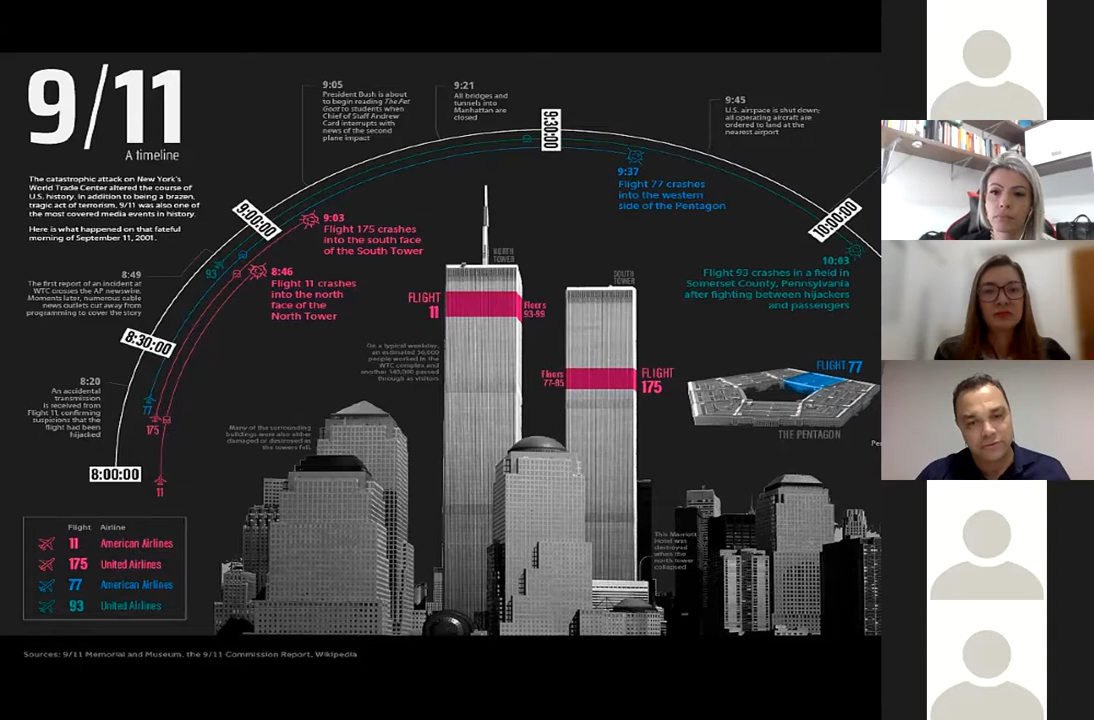 9/11
A timeline
The catastrophic attack on New York's
World Trade Center altered the course of
U.S. history. In addition to being a brazen,
tragic act of terrorism, 9/11 was also one of
the most covered media events in history.
Here is what happened on that fateful
morning of September 11, 2001.
9:05
President Bush is about
to begin reading The Pet
Goat to students when
Chief of Staff Andrew
Card interrupts with
news of the second
plane impact
9:21
All bridges and
tunnels into
Manhattan are
closed
9:30:00
9:45
U.S. airspace is shut down;
all operating aircraft are
ordered to land at the
nearest airport
9:37
Flight 77 crashes
into the western
side of the Pentagon
9:00:00
9:03
Flight 175 crashes
into the south face
of the South Tower
10:00:00
10:03
Flight 93 crashes in a field in
Somerset County, Pennsylvania
after fighting between hijackers
and passengers
93
8:46
Flight 11 crashes
into the north
face of the
North Tower
8:49
The first report of an incident at
WTC crosses the AP newswire.
Moments later, numerous cable
news outlets cut away from
programming to cover the story
NORTH
TOWER
SOUTH
TOWER
FLIGHT
11
Floors
93-99
8:30:00
On a typical weekday,
an estimated 50,000
people worked in the
WTC complex and
another 140,000 passed
through as visitors
Floors
77-85
FLIGHT
175
FLIGHT 77
THE PENTAGON
8:20
An accidental
transmission
is received from
Flight 11, confirming
suspicions that the
flight had been
hijacked
77
175
Many of the surrounding
buildings were also either
damaged or destroyed as
the towers fell.
Pe
8:00:00
11
Flight Airline
11 American Airlines
175 United Airlines
77 American Airlines
93 United Airlines
This Marriott
Hotel was
destroyed
when the
north tower
collapsed
Sources: 9/11 Memorial and Museum, the 9/11 Commission Report, Wikipedia